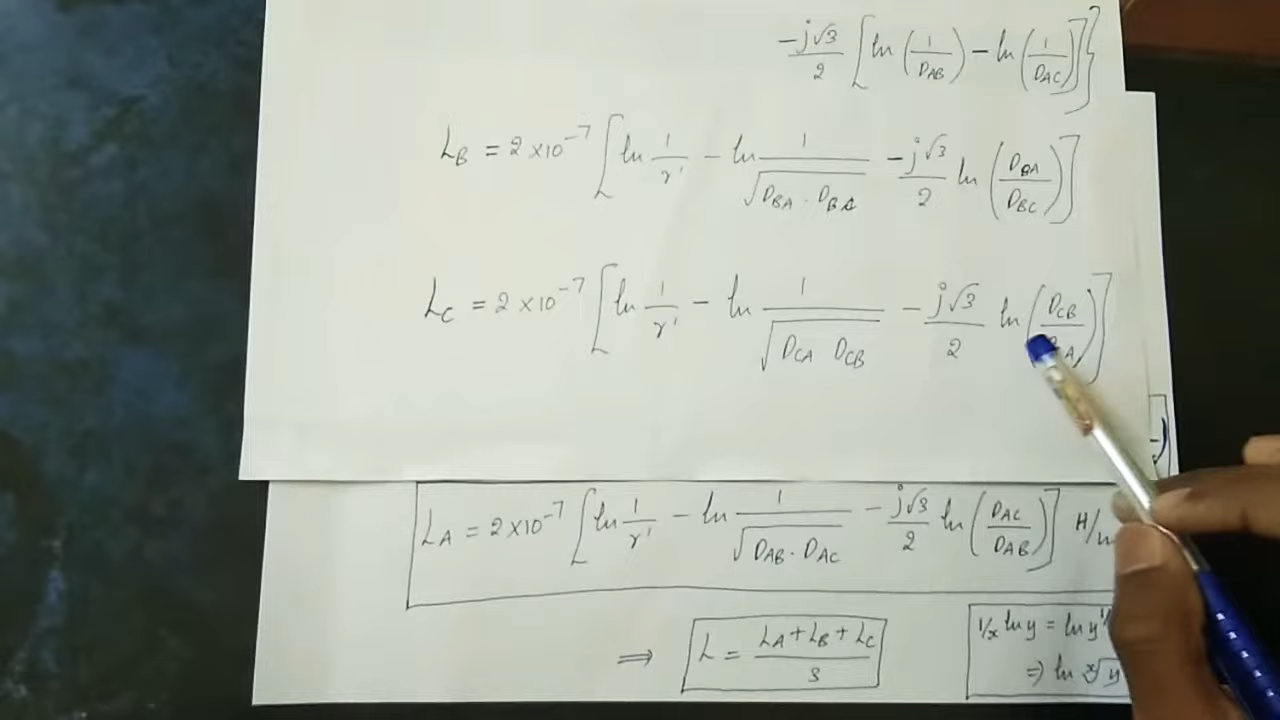 -j√3/2 [ln (1/D_AB) - ln (1/D_AC)]}
L_B = 2×10^-7 [ln 1/r' - ln 1/√(D_BA · D_BC) - j√3/2 ln (D_BA/D_BC)]
L_C = 2×10^-7 [ln 1/r' - ln 1/√(D_CA D_CB) - j√3/2 ln (D_CB/
L_A = 2×10^-7 [ln 1/r' - ln 1/√(D_AB · D_AC) - j√3/2 ln (D_AC/D_AB)] H/
⇒ L = (L_A + L_B + L_C)/3
1/x ln y = ln y^1/
⇒ ln ˣ√y